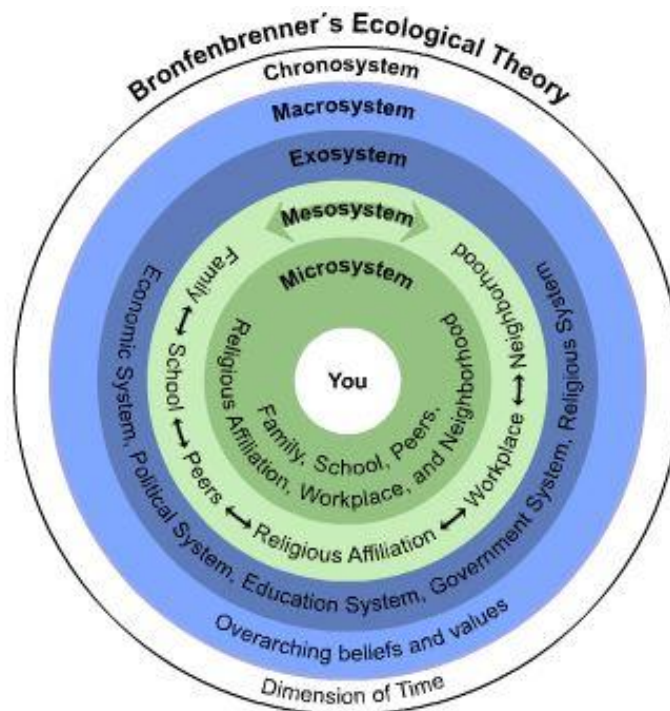 Bronfenbrenner´s Ecological Theory
Chronosystem
Macrosystem
Exosystem
Mesosystem
Family ↔ School ↔ Peers ↔ Religious Affiliation ↔ Workplace ↔ Neighborhood
Microsystem
You
Family, School, Peers,
Religious Affiliation, Workplace, and Neighborhood
Economic System, Political System, Education System, Government System, Religious System
Overarching beliefs and values
Dimension of Time